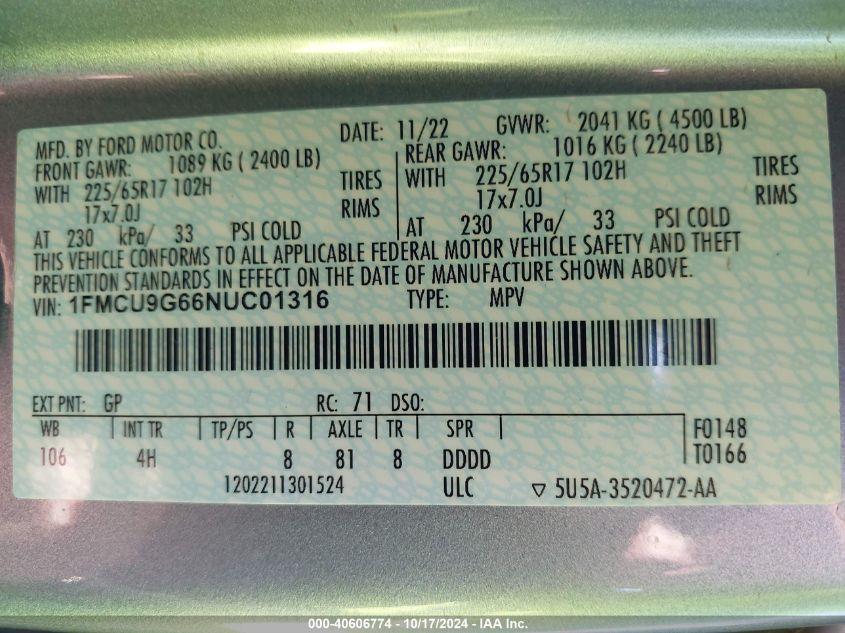 MFD. BY FORD MOTOR CO. DATE: 11/22 GVWR: 2041 KG ( 4500 LB)
FRONT GAWR: 1089 KG ( 2400 LB) REAR GAWR: 1016 KG ( 2240 LB)
WITH 225/65R17 102H TIRES WITH 225/65R17 102H TIRES
17x7.0J RIMS 17x7.0J RIMS
AT 230 kPa/ 33 PSI COLD AT 230 kPa/ 33 PSI COLD
THIS VEHICLE CONFORMS TO ALL APPLICABLE FEDERAL MOTOR VEHICLE SAFETY AND THEFT
PREVENTION STANDARDS IN EFFECT ON THE DATE OF MANUFACTURE SHOWN ABOVE.
VIN: 1FMCU9G66NUC01316 TYPE: MPV
EXT PNT: GP RC: 71 DSO:
WB INT TR TP/PS R AXLE TR SPR F0148
106 4H 8 81 8 DDDD T0166
1202211301524 ULC ▽ 5U5A-3520472-AA
000-40606774 - 10/17/2024 - IAA Inc.